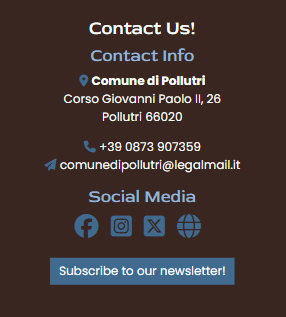 Contact Us!
Contact Info
Comune di Pollutri
Corso Giovanni Paolo II, 26
Pollutri 66020
+39 0873 907359
comunedipollutri@legalmail.it
Social Media
Subscribe to our newsletter!